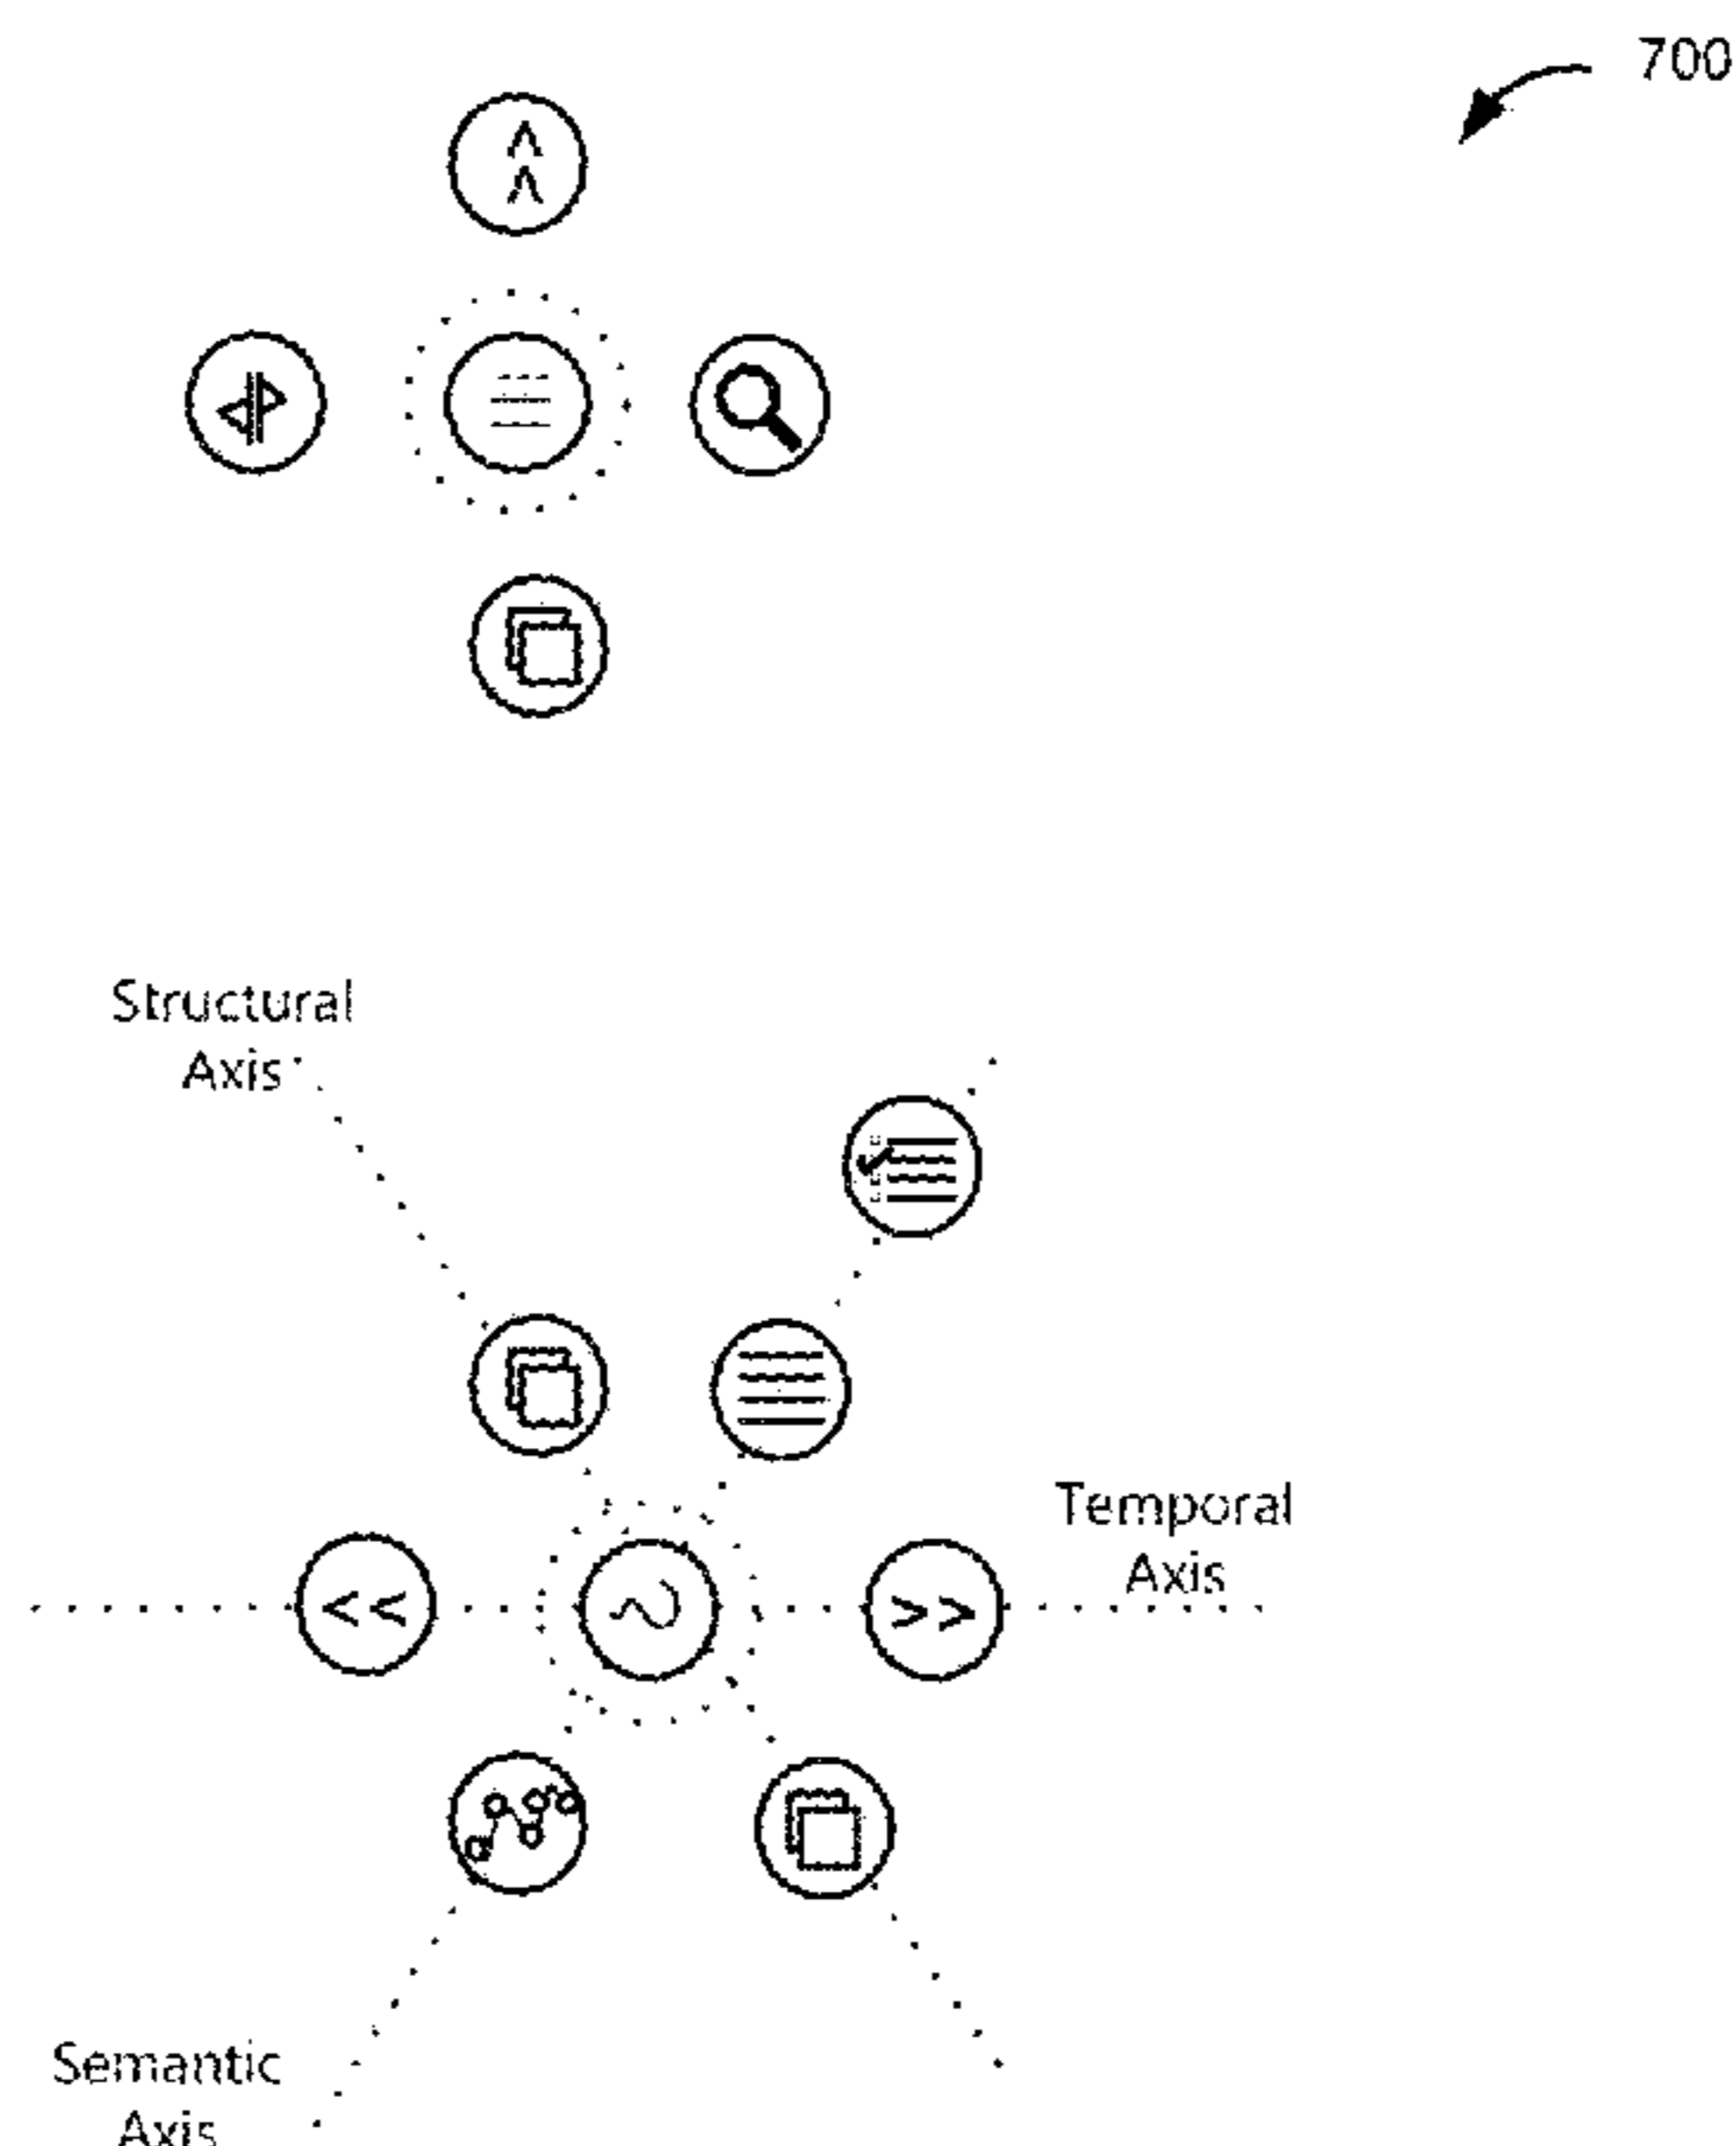 700
Structural
Axis
Temporal
Axis
<<
>>
Semantic
Axis